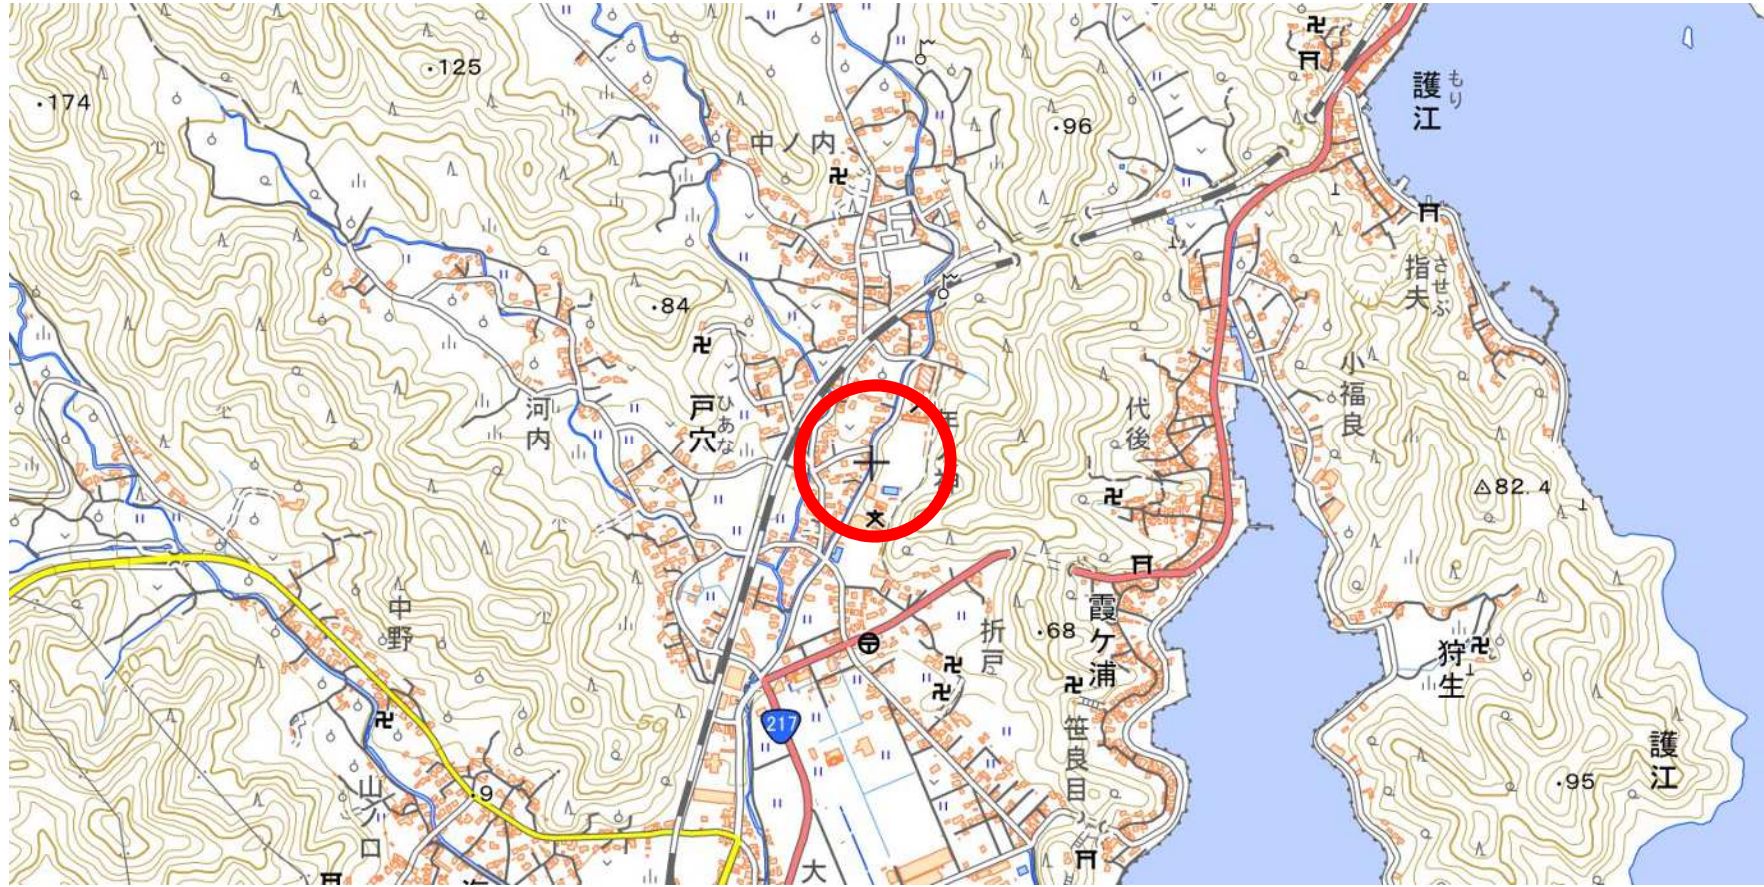 125
174
護江
もり
96
中ノ内
指夫
させぶ
84
小福良
戸穴
ひあな
河内
代後
82.4
中野
霞ケ浦
折戸
68
狩生
217
笹良目
護江
山ノ口
9
50
95
大